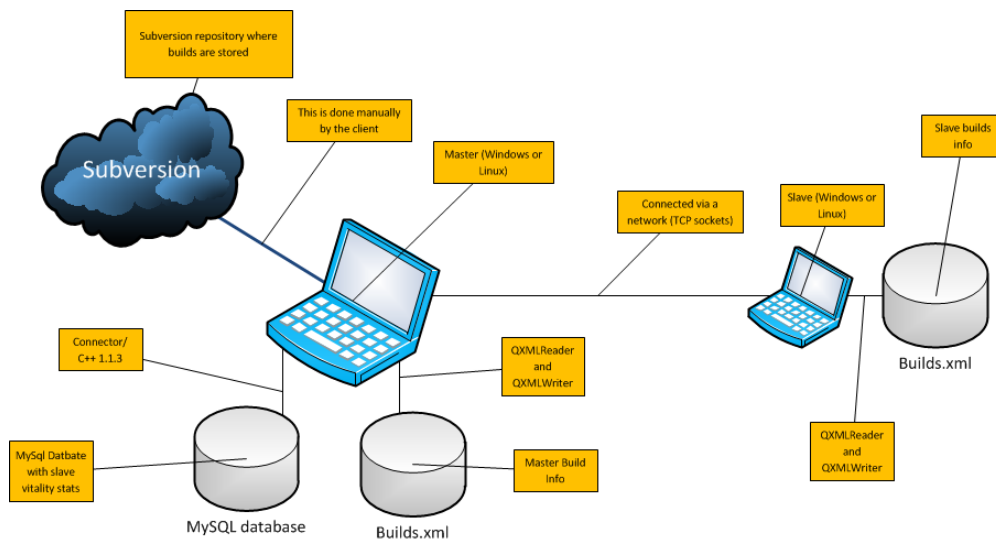 Subversion repository where
builds are stored
This is done manually
by the client
Subversion
Master (Windows or
Linux)
Connected via a
network (TCP sockets)
Slave (Windows or
Linux)
Slave builds
info
Builds.xml
Connector/
C++ 1.1.3
QXMLReader
and
QXMLWriter
QXMLReader
and
QXMLWriter
MySql Datbate
with slave
vitality stats
Master Build
Info
MySQL database
Builds.xml